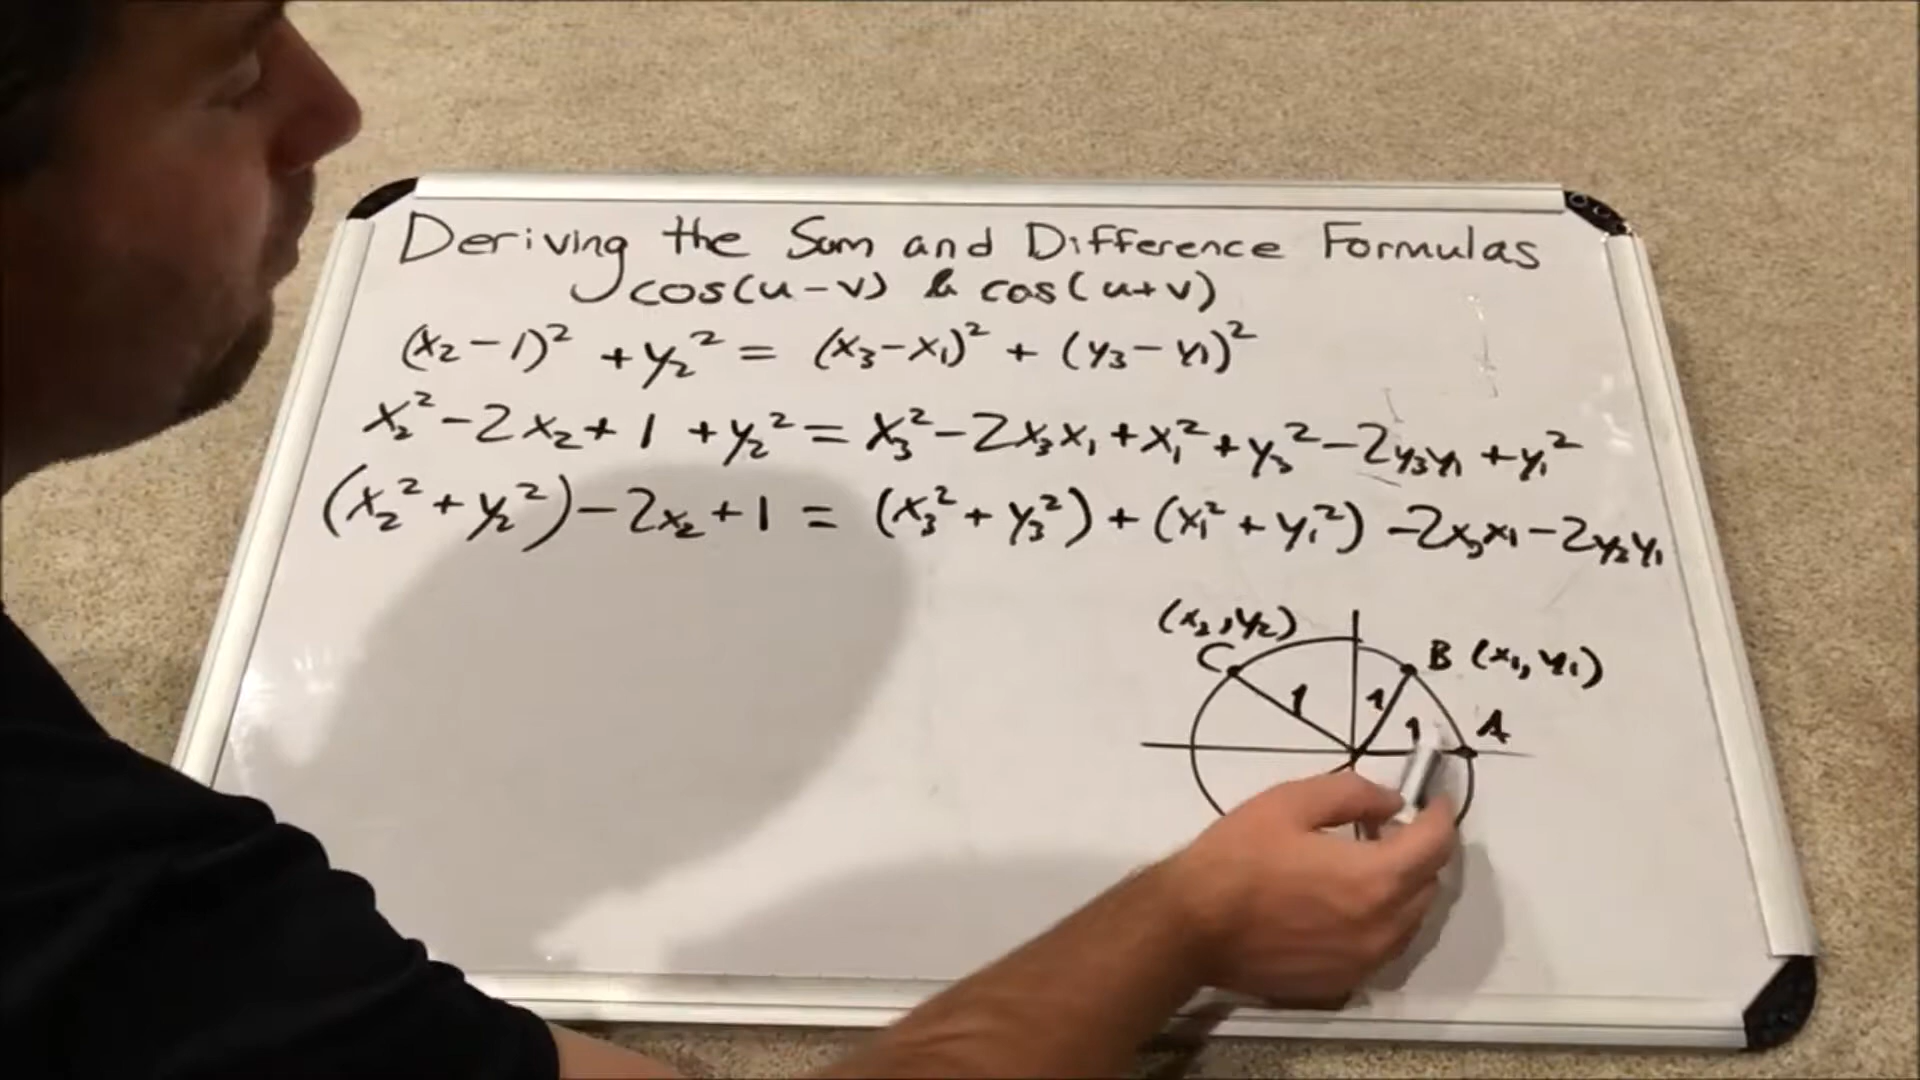 Deriving the Sum and Difference Formulas
cos(u-v) & cos(u+v)
(x₂-1)² + y₂² = (x₃-x₁)² + (y₃-y₁)²
x₂² - 2x₂ + 1 + y₂² = x₃² - 2x₃x₁ + x₁² + y₃² - 2y₃y₁ + y₁²
(x₂² + y₂²) - 2x₂ + 1 = (x₃² + y₃²) + (x₁² + y₁²) - 2x₃x₁ - 2y₃y₁
(x₂, y₂)
C
B (x₁, y₁)
1 1
1 A